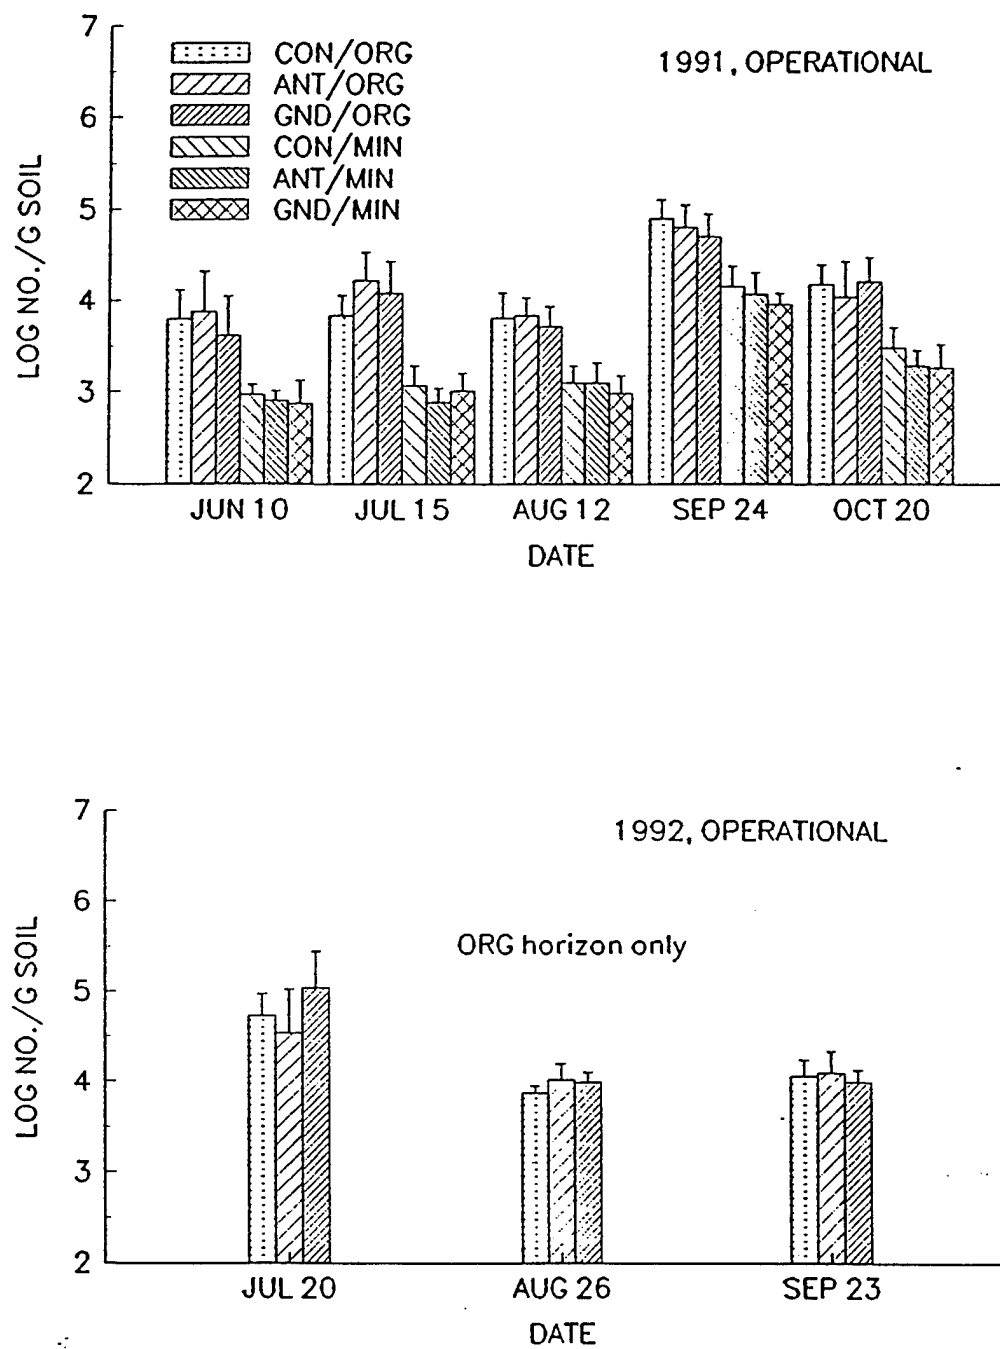 7
CON/ORG
1991, OPERATIONAL
ANT/ORG
6
GND/ORG
CON/MIN
ANT/MIN
5
GND/MIN
LOG NO./G SOIL
4
3
2
JUN 10 JUL 15 AUG 12 SEP 24 OCT 20
DATE
7
1992, OPERATIONAL
6
ORG horizon only
LOG NO./G SOIL
5
4
3
2
JUL 20 AUG 26 SEP 23
DATE